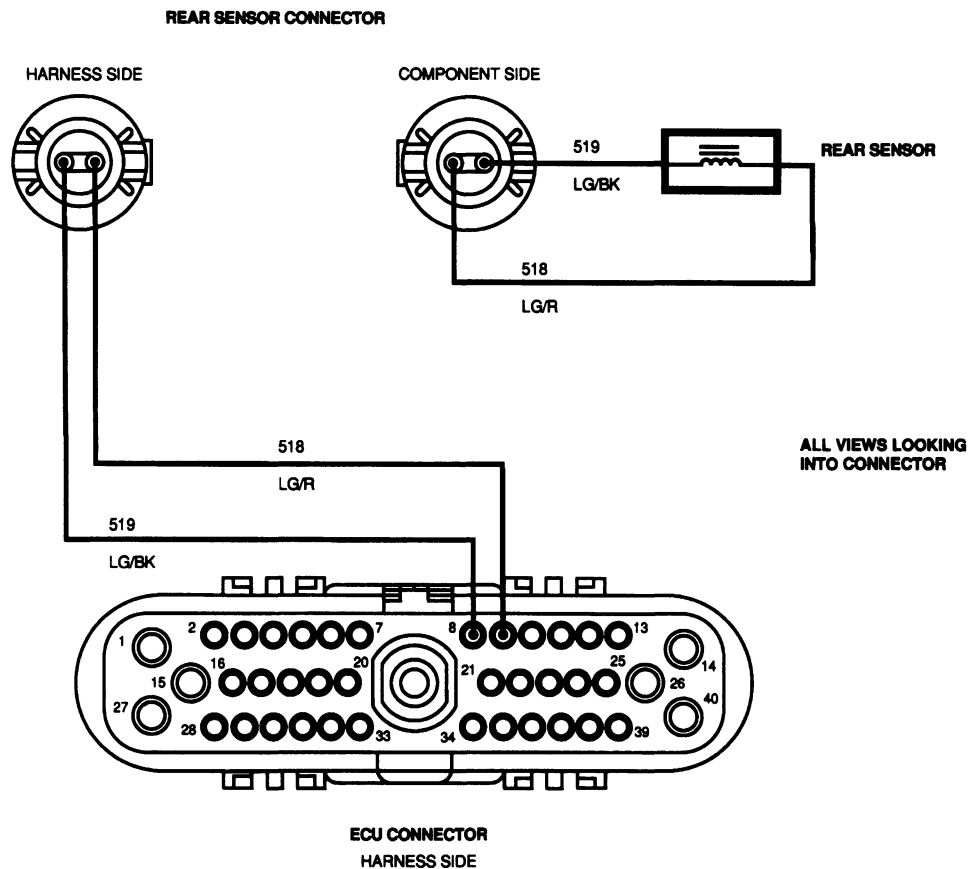 REAR SENSOR CONNECTOR
HARNESS SIDE
COMPONENT SIDE
519
LG/BK
REAR SENSOR
518
LG/R
518
LG/R
ALL VIEWS LOOKING
INTO CONNECTOR
519
LG/BK
1
2
7
8
13
14
15
16
20
21
25
26
27
28
33
34
39
40
ECU CONNECTOR
HARNESS SIDE